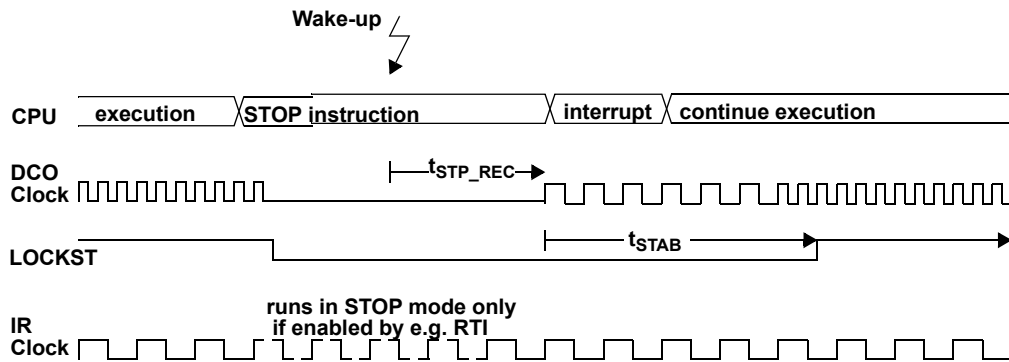 Wake-up
CPU
execution
STOP instruction
interrupt
continue execution
DCO
Clock
tSTP_REC
LOCKST
tSTAB
runs in STOP mode only
if enabled by e.g. RTI
IR
Clock